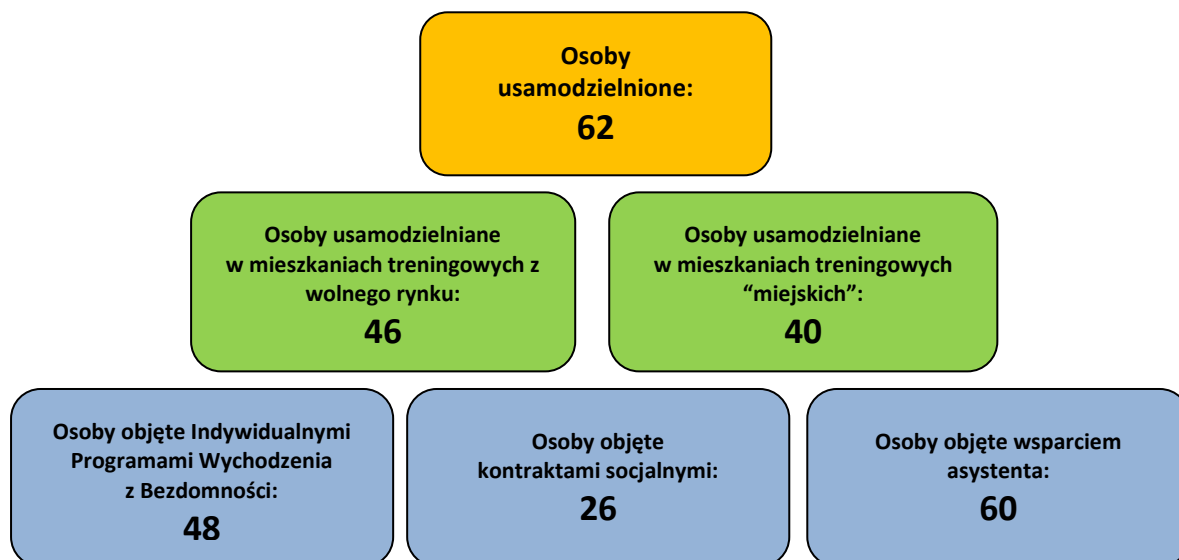 Osoby
usamodzielnione:
62
Osoby usamodzielniane
w mieszkaniach treningowych z
wolnego rynku:
46
Osoby usamodzielniane
w mieszkaniach treningowych
“miejskich”:
40
Osoby objęte Indywidualnymi
Programami Wychodzenia
z Bezdomności:
48
Osoby objęte
kontraktami socjalnymi:
26
Osoby objęte wsparciem
asystenta:
60